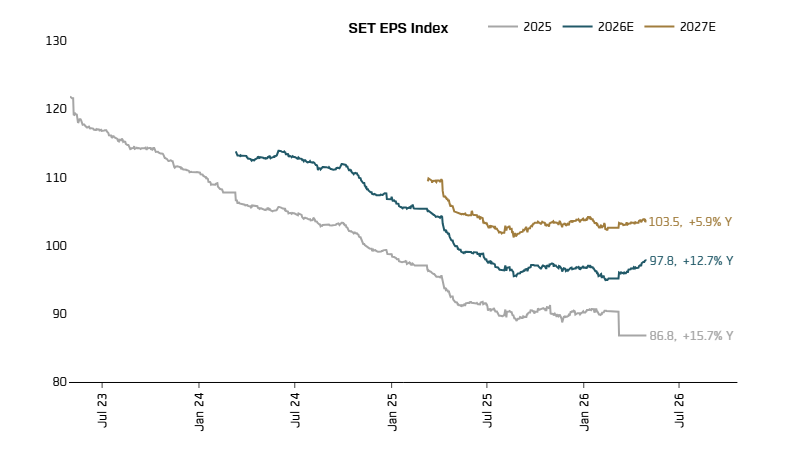 SET EPS Index
2025
2026E
2027E
130
120
110
100
90
80
103.5, +5.9% Y
97.8, +12.7% Y
86.8, +15.7% Y
Jul 23
Jan 24
Jul 24
Jan 25
Jul 25
Jan 26
Jul 26